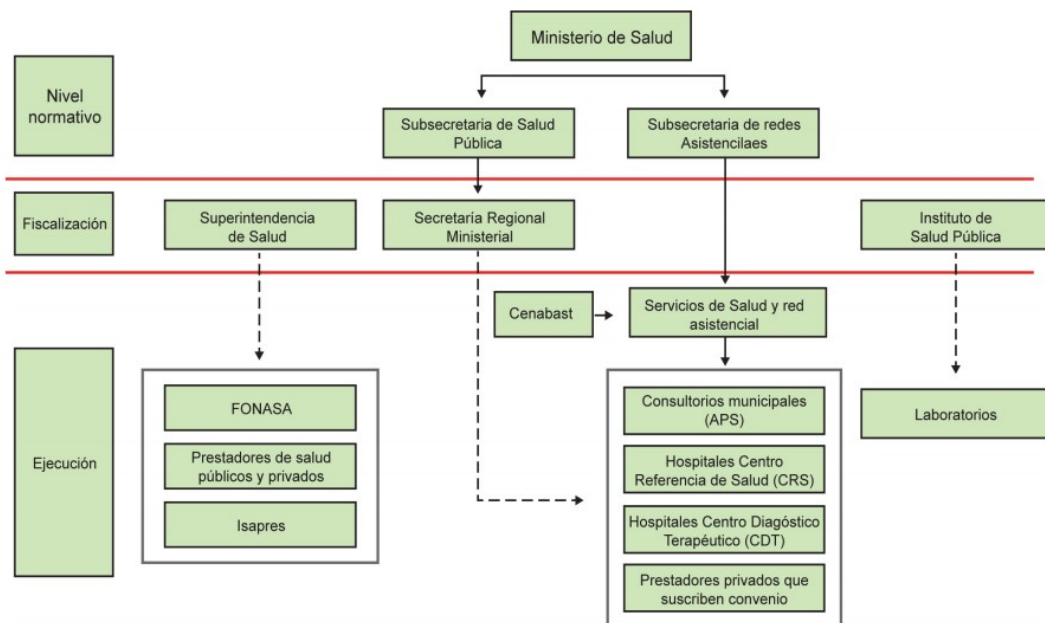 Ministerio de Salud
Nivel
normativo
Subsecretaria de Salud
Pública
Subsecretaria de redes
Asistencilaes
Fiscalización
Superintendencia
de Salud
Secretaría Regional
Ministerial
Instituto de
Salud Pública
Cenabast
Servicios de Salud y red
asistencial
Ejecución
FONASA
Prestadores de salud
públicos y privados
Isapres
Consultorios municipales
(APS)
Hospitales Centro
Referencia de Salud (CRS)
Hospitales Centro Diagóstico
Terapéutico (CDT)
Prestadores privados que
suscriben convenio
Laboratorios